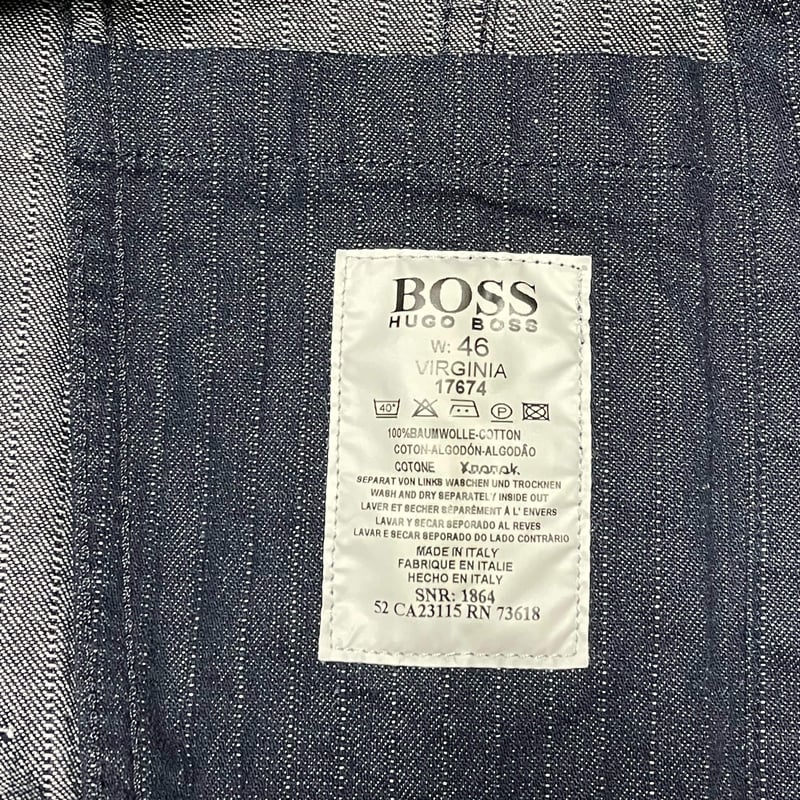 BOSS
HUGO BOSS
W: 46
VIRGINIA
17674
40°
P
100%BAUMWOLLE-COTTON
COTON-ALGODÓN-ALGODÃO
COTONE Хлопок
SEPARAT VON LINKS WASCHEN UND TROCKNEN
WASH AND DRY SEPARATELY INSIDE OUT
LAVER ET SECHER SÉPARÉMENT À L' ENVERS
LAVAR Y SECAR SEPORADO AL REVES
LAVAR E SECAR SEPORADO DO LADO CONTRÀRIO
MADE IN ITALY
FABRIQUE EN ITALIE
HECHO EN ITALY
SNR: 1864
52 CA23115 RN 73618